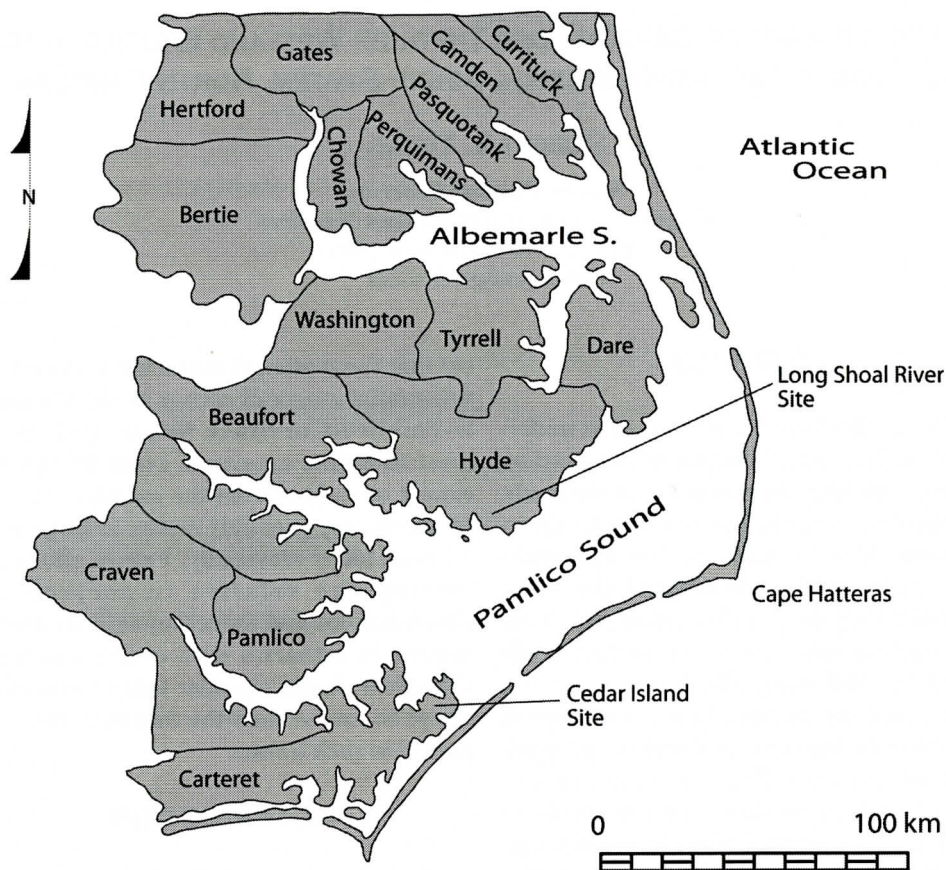 Gates
Camden
Currituck
Hertford
Pasquotank
Chowan
Perquimans
Atlantic
Ocean
N
Bertie
Albemarle S.
Washington
Tyrrell
Dare
Long Shoal River
Site
Beaufort
Hyde
Pamlico Sound
Craven
Cape Hatteras
Pamlico
Cedar Island
Site
Carteret
0
100 km